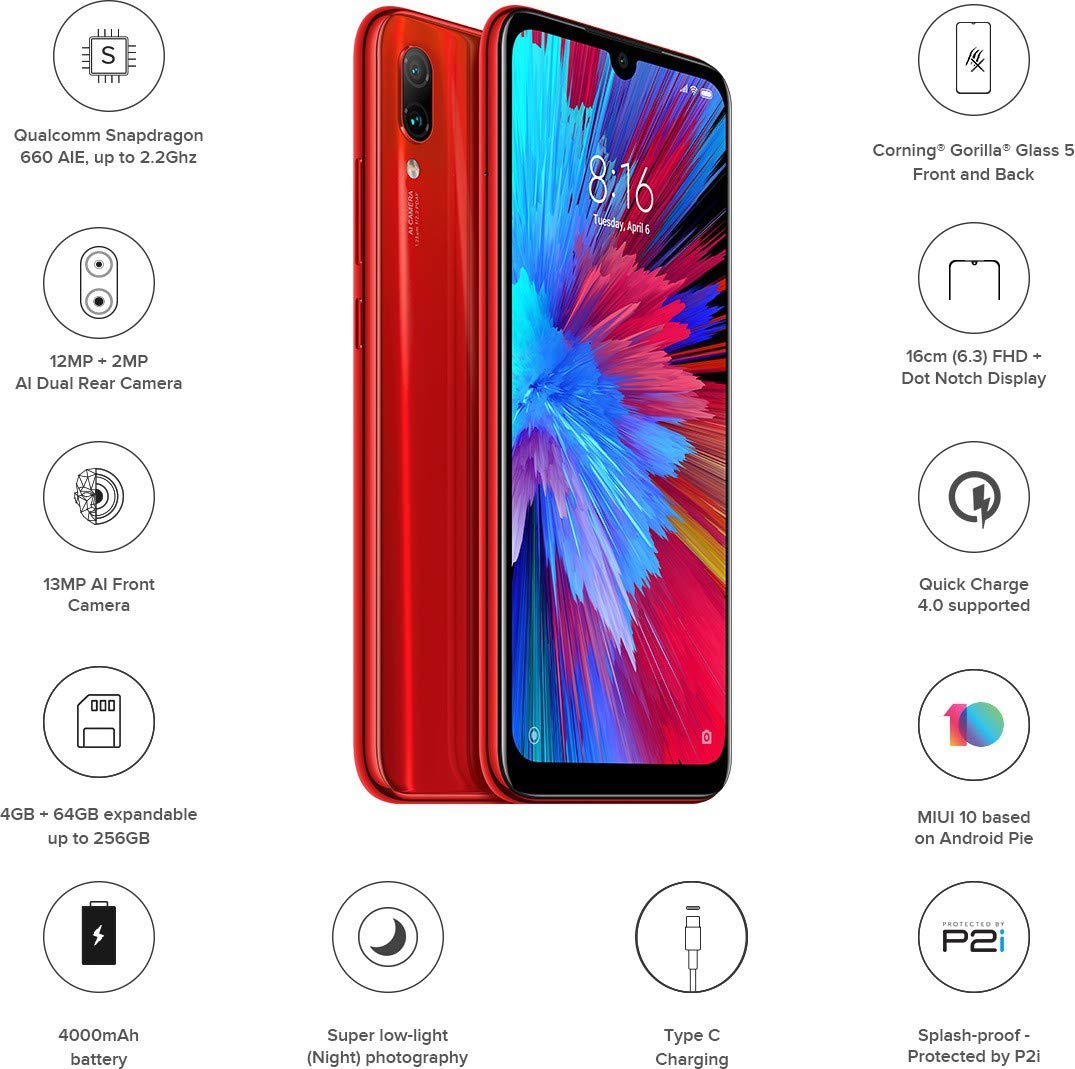 S
Qualcomm Snapdragon
660 AIE, up to 2.2Ghz
Corning® Gorilla® Glass 5
Front and Back
AI CAMERA
8:16
Tuesday, April 6
12MP + 2MP
AI Dual Rear Camera
16cm (6.3) FHD +
Dot Notch Display
13MP AI Front
Camera
Quick Charge
4.0 supported
4GB + 64GB expandable
up to 256GB
10
MIUI 10 based
on Android Pie
PROTECTED BY
P2i
4000mAh
battery
Super low-light
(Night) photography
Type C
Charging
Splash-proof -
Protected by P2i